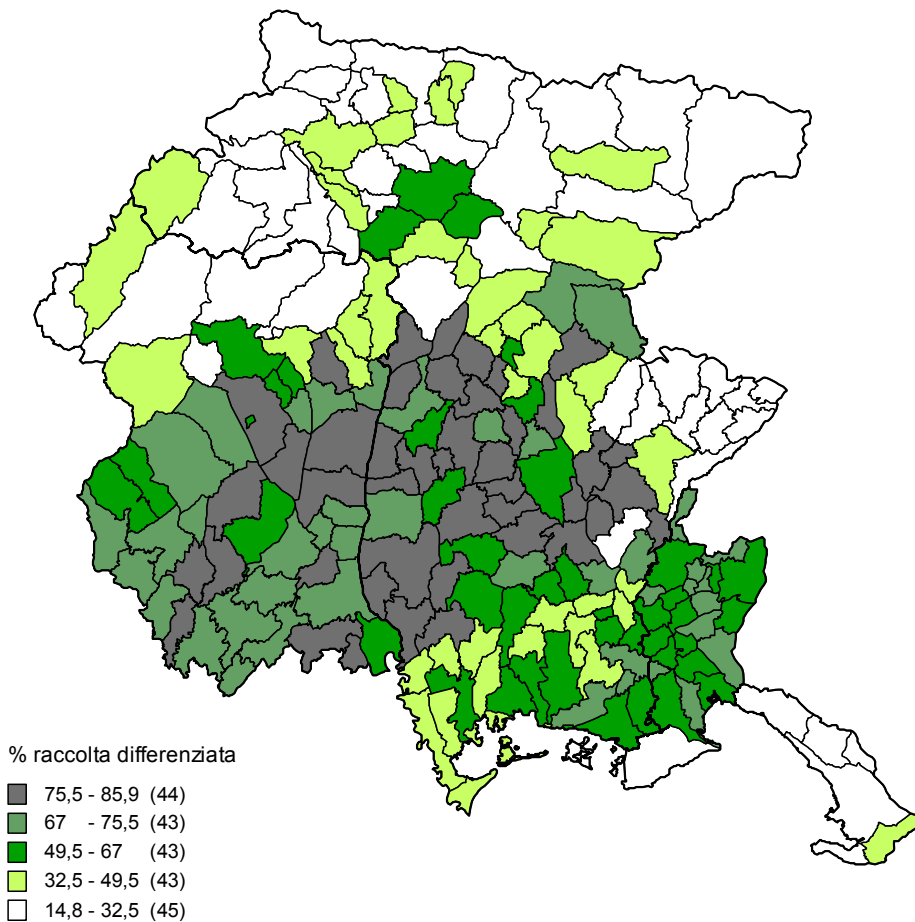 % raccolta differenziata
75,5 - 85,9 (44)
67 - 75,5 (43)
49,5 - 67 (43)
32,5 - 49,5 (43)
14,8 - 32,5 (45)